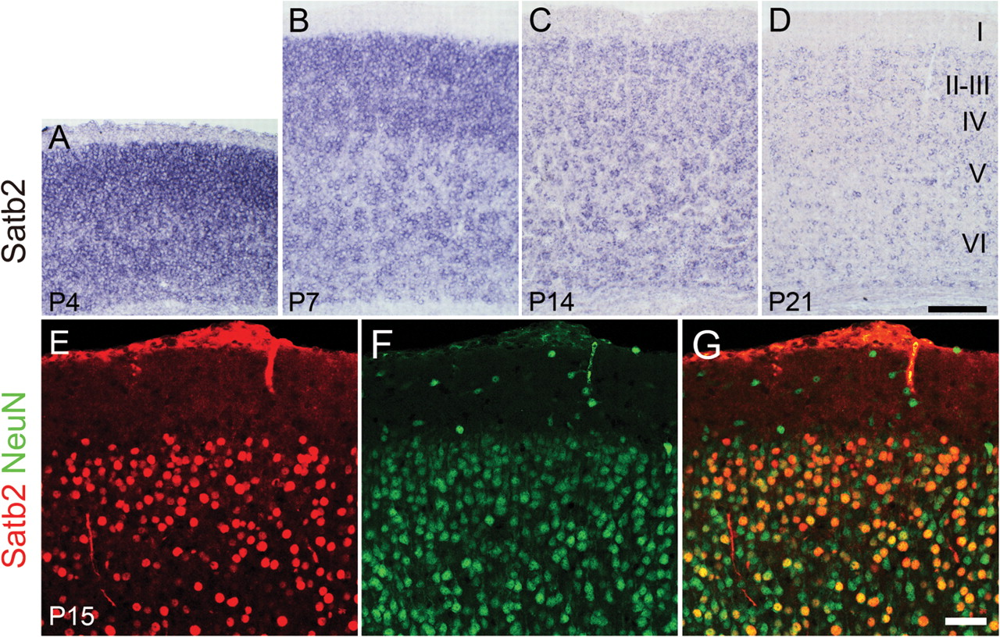 Satb2
A
P4
B
P7
C
P14
D
P21
I
II-III
IV
V
VI
Satb2 NeuN
E
P15
F
G